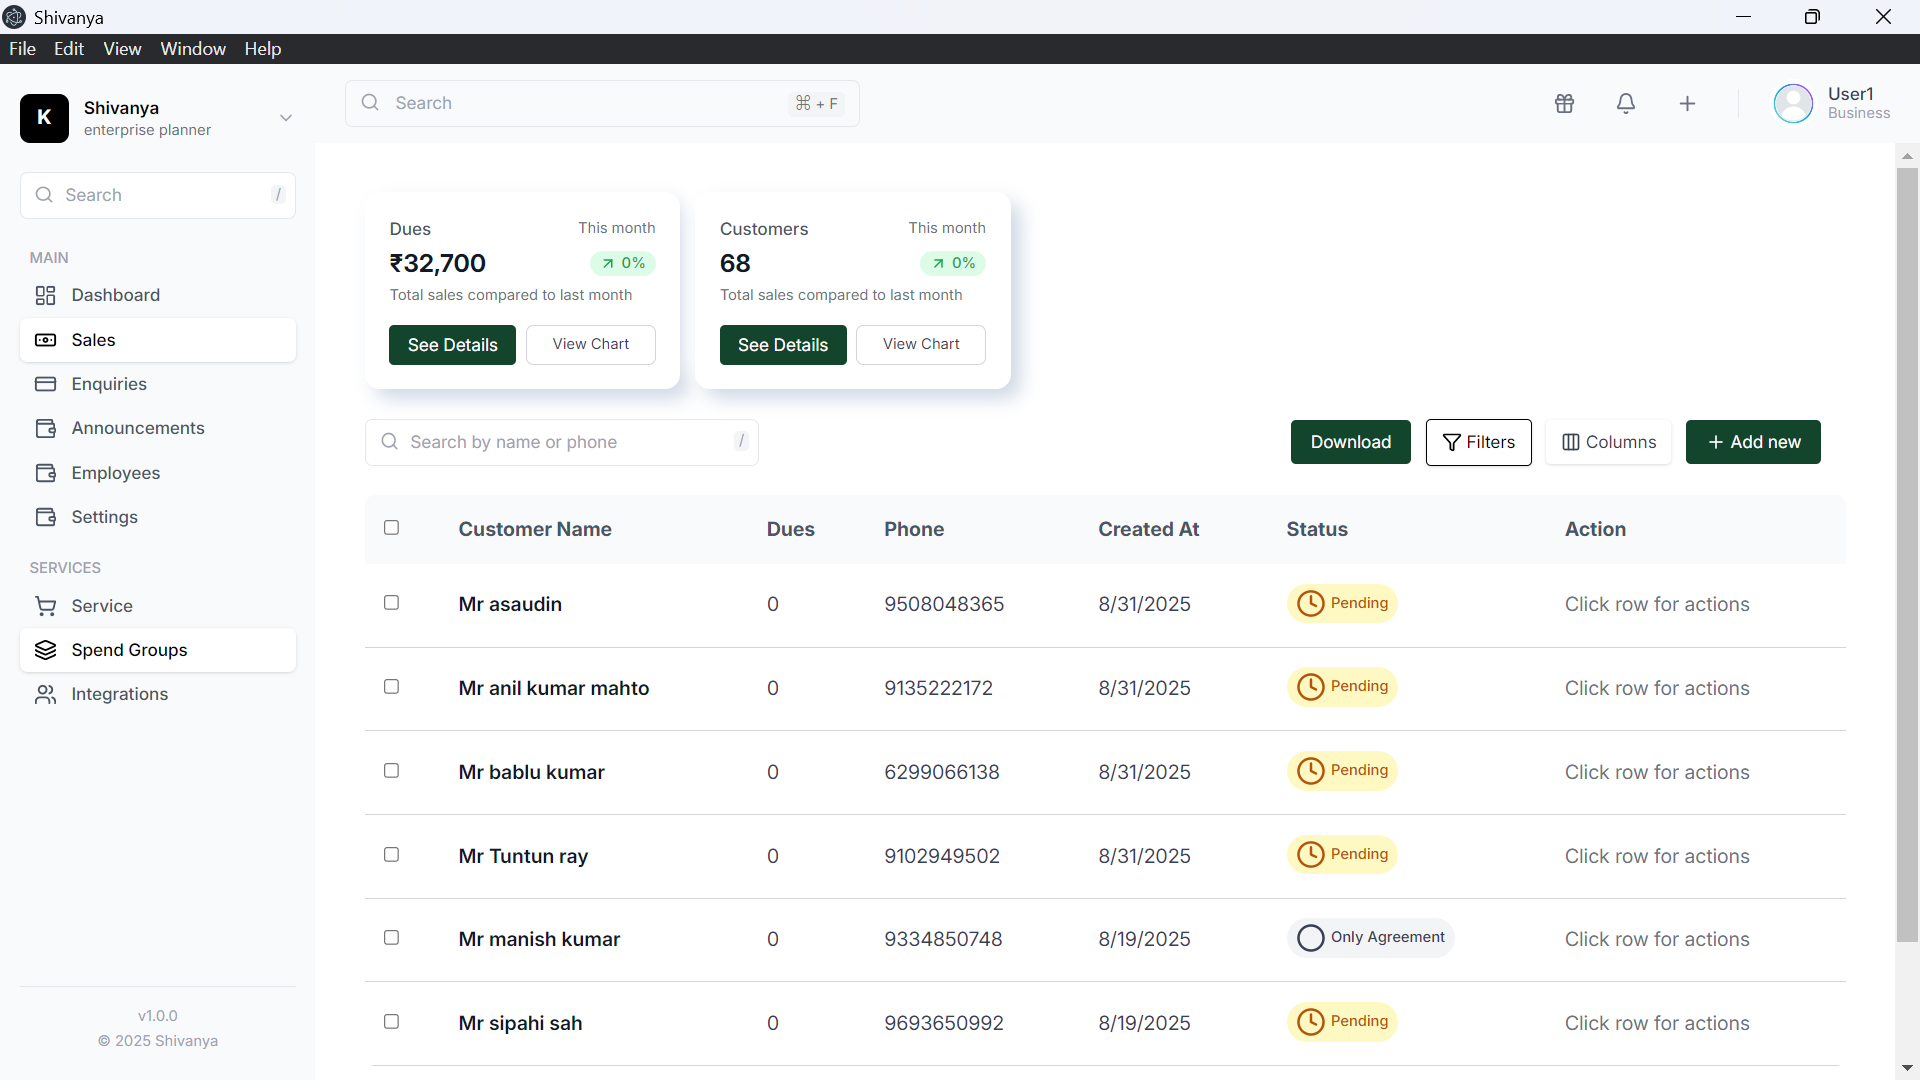 Shivanya
File Edit View Window Help
K
Shivanya
enterprise planner
Search /
MAIN
Dashboard
Sales
Enquiries
Announcements
Employees
Settings
SERVICES
Service
Spend Groups
Integrations
v1.0.0
© 2025 Shivanya
Search ⌘ + F
User1
Business
Dues This month
₹32,700 0%
Total sales compared to last month
See Details View Chart
Customers This month
68 0%
Total sales compared to last month
See Details View Chart
Search by name or phone /
Download Filters Columns + Add new
Customer Name Dues Phone Created At Status Action
Mr asaudin 0 9508048365 8/31/2025 Pending Click row for actions
Mr anil kumar mahto 0 9135222172 8/31/2025 Pending Click row for actions
Mr bablu kumar 0 6299066138 8/31/2025 Pending Click row for actions
Mr Tuntun ray 0 9102949502 8/31/2025 Pending Click row for actions
Mr manish kumar 0 9334850748 8/19/2025 Only Agreement Click row for actions
Mr sipahi sah 0 9693650992 8/19/2025 Pending Click row for actions